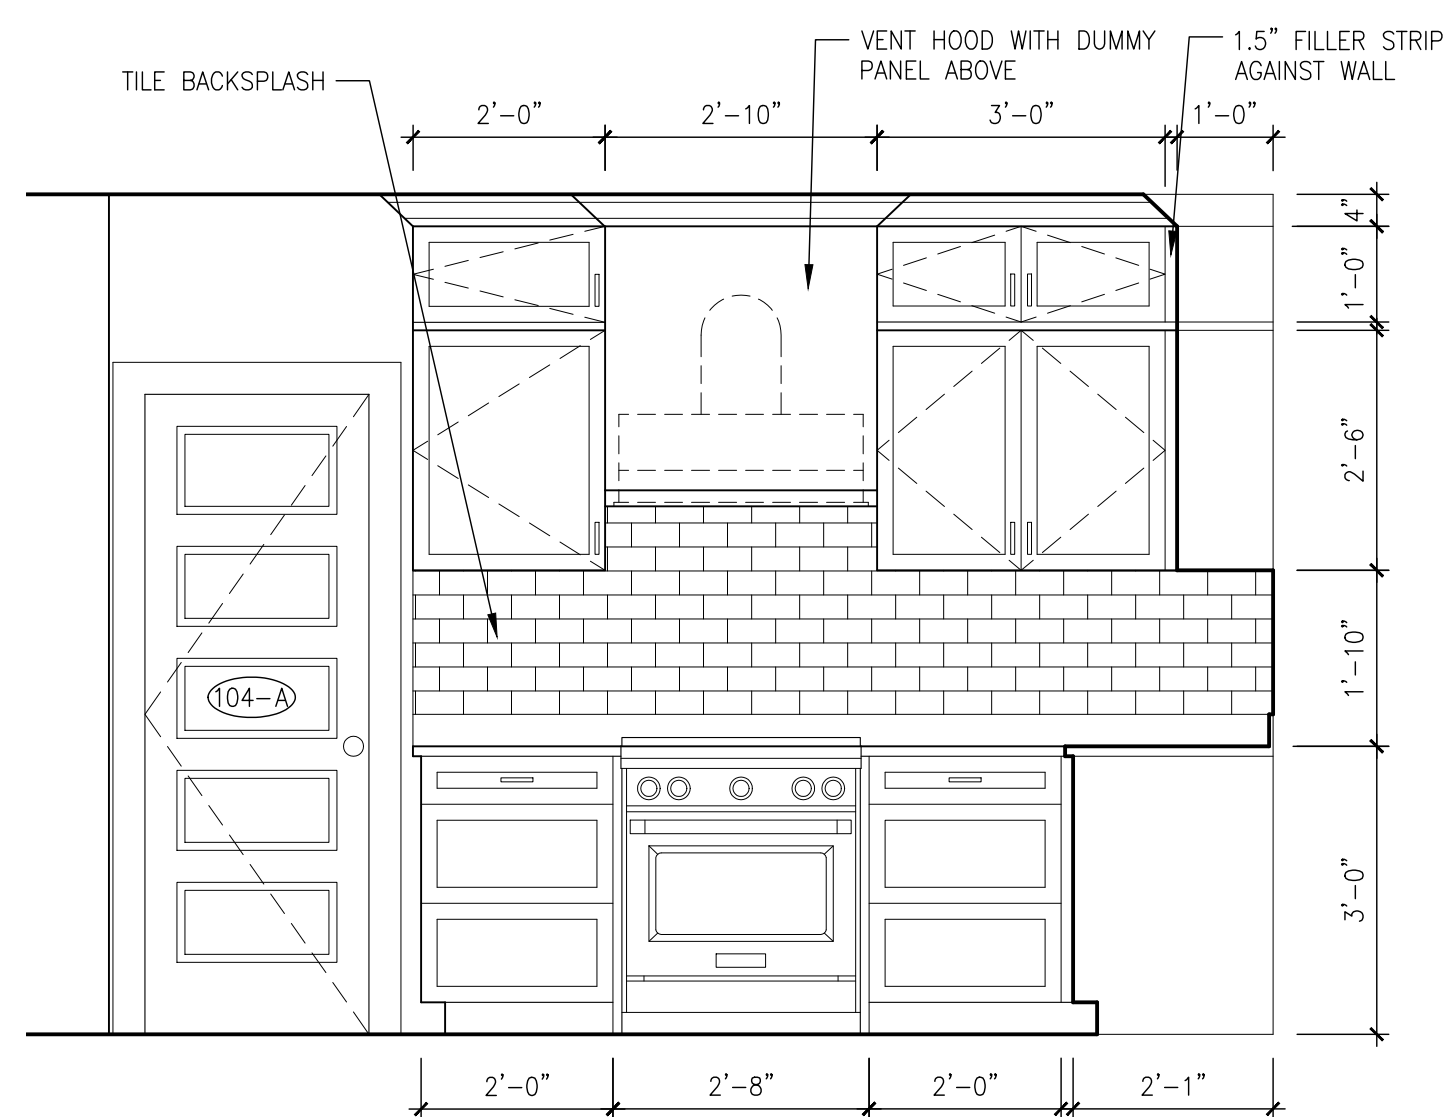 VENT HOOD WITH DUMMY
PANEL ABOVE
1.5” FILLER STRIP
AGAINST WALL
TILE BACKSPLASH
2’-0”
2’-10”
3’-0”
1’-0”
4”
1’-0”
2’-6”
1’-10”
3’-0”
104-A
2’-0”
2’-8”
2’-0”
2’-1”